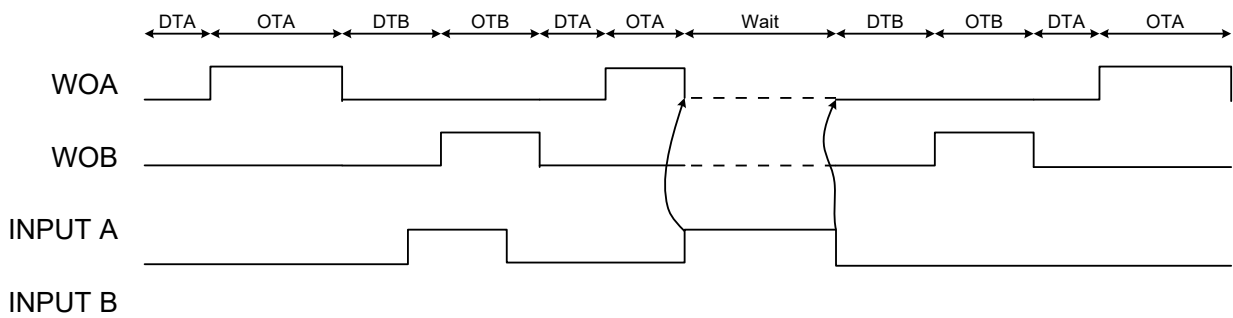 DTA OTA DTB OTB DTA OTA Wait DTB OTB DTA OTA
WOA
WOB
INPUT A
INPUT B